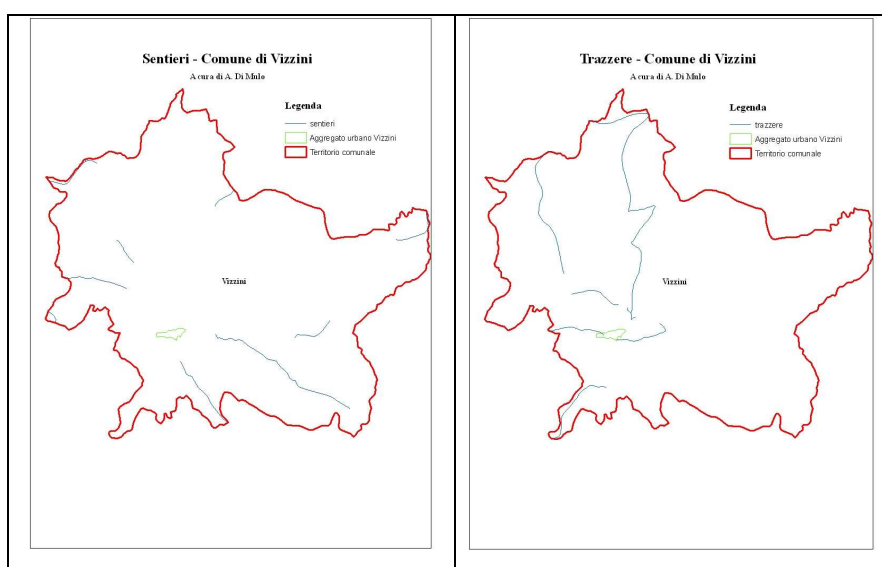 Sentieri - Comune di Vizzini
A cura di A. Di Mulo
Legenda
sentieri
Aggregato urbano Vizzini
Territorio comunale
Vizzini
Trazzere - Comune di Vizzini
A cura di A. Di Mulo
Legenda
trazzere
Aggregato urbano Vizzini
Territorio comunale
Vizzini